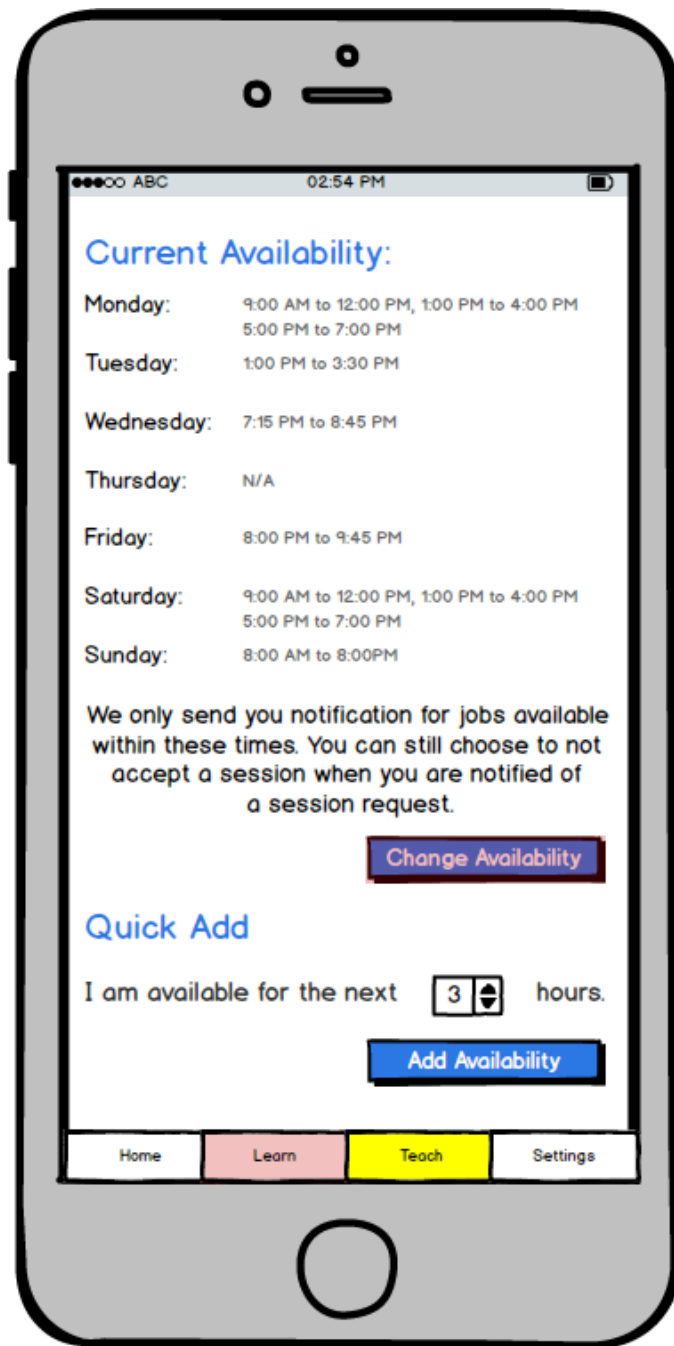 ABC 02:54 PM
Current Availability:
Monday: 9:00 AM to 12:00 PM, 1:00 PM to 4:00 PM
5:00 PM to 7:00 PM
Tuesday: 1:00 PM to 3:30 PM
Wednesday: 7:15 PM to 8:45 PM
Thursday: N/A
Friday: 8:00 PM to 9:45 PM
Saturday: 9:00 AM to 12:00 PM, 1:00 PM to 4:00 PM
5:00 PM to 7:00 PM
Sunday: 8:00 AM to 8:00PM
We only send you notification for jobs available
within these times. You can still choose to not
accept a session when you are notified of
a session request.
Change Availability
Quick Add
I am available for the next 3 hours.
Add Availability
Home Learn Teach Settings